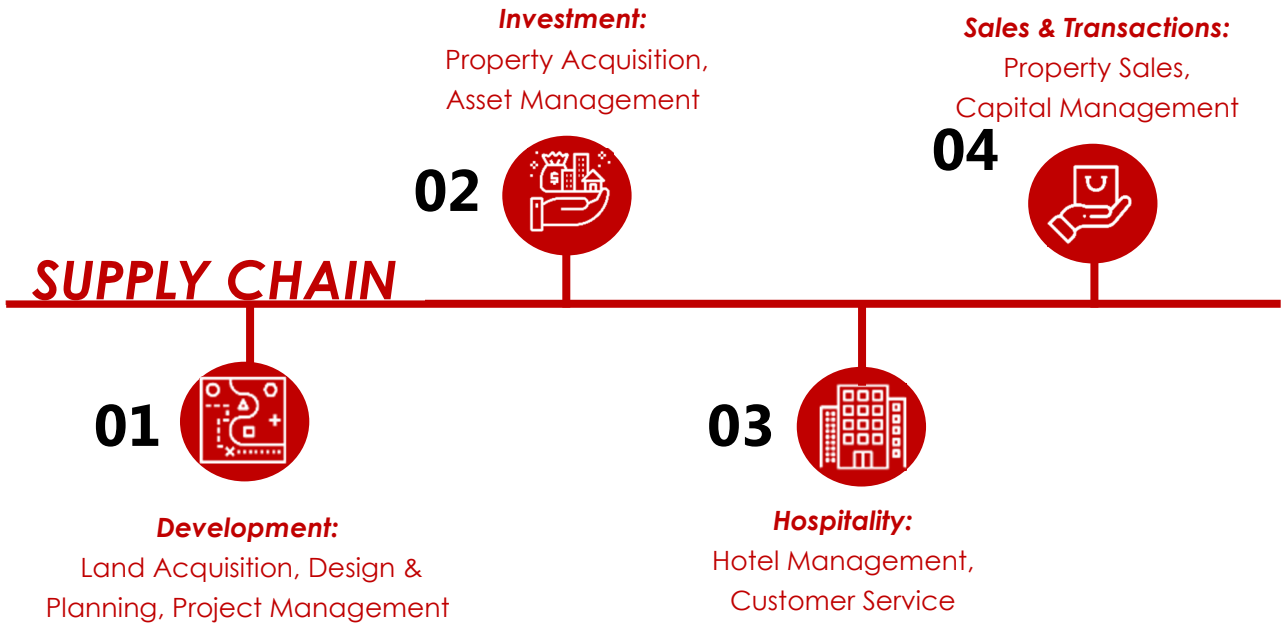 Investment:
Property Acquisition,
Asset Management
02
Sales & Transactions:
Property Sales,
Capital Management
04
SUPPLY CHAIN
01
Development:
Land Acquisition, Design &
Planning, Project Management
03
Hospitality:
Hotel Management,
Customer Service